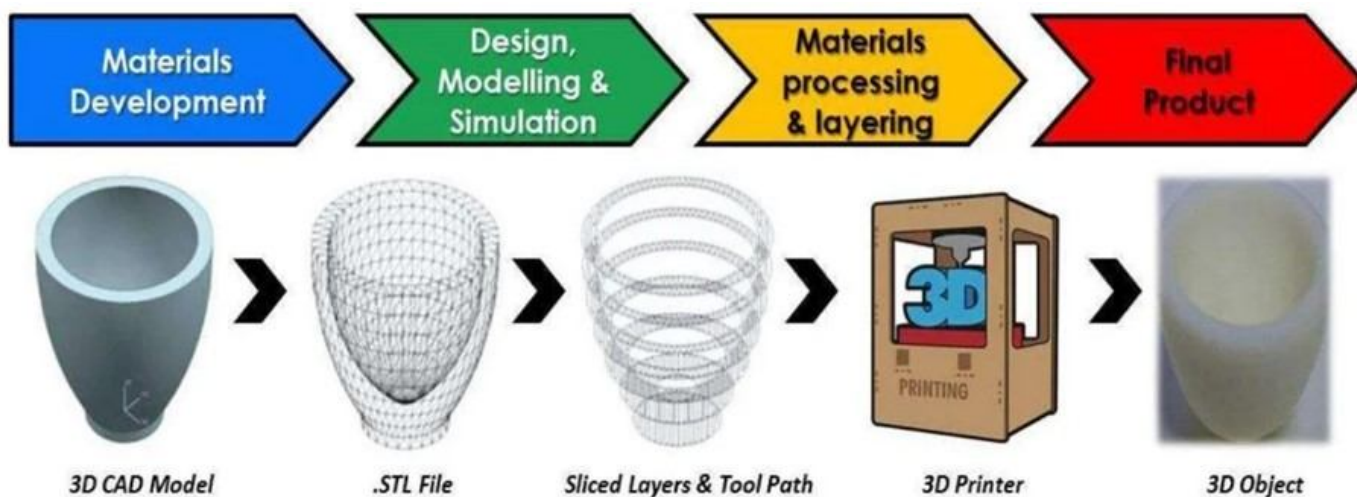 Materials
Development
Design,
Modelling &
Simulation
Materials
processing
& layering
Final
Product
3D
PRINTING
3D CAD Model
.STL File
Sliced Layers & Tool Path
3D Printer
3D Object